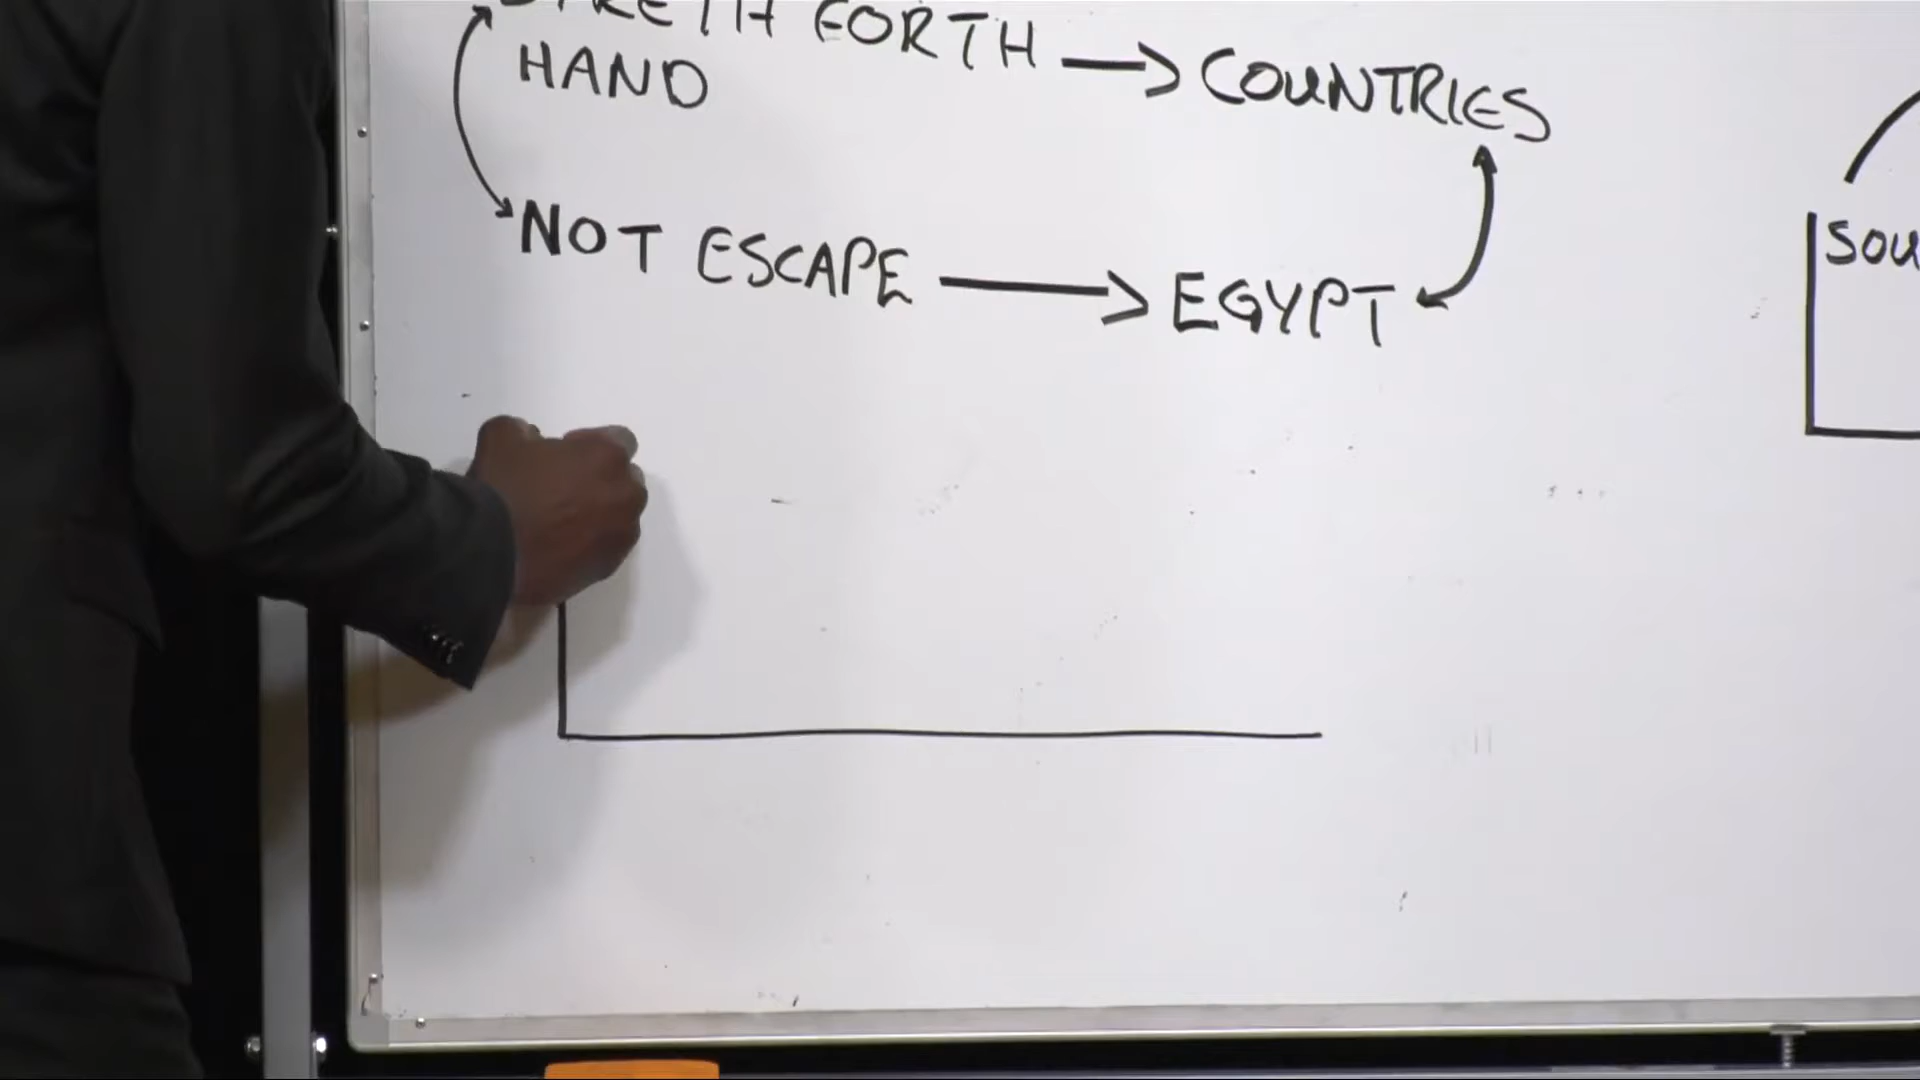 FORTH → COUNTRIES
HAND
NOT ESCAPE → EGYPT